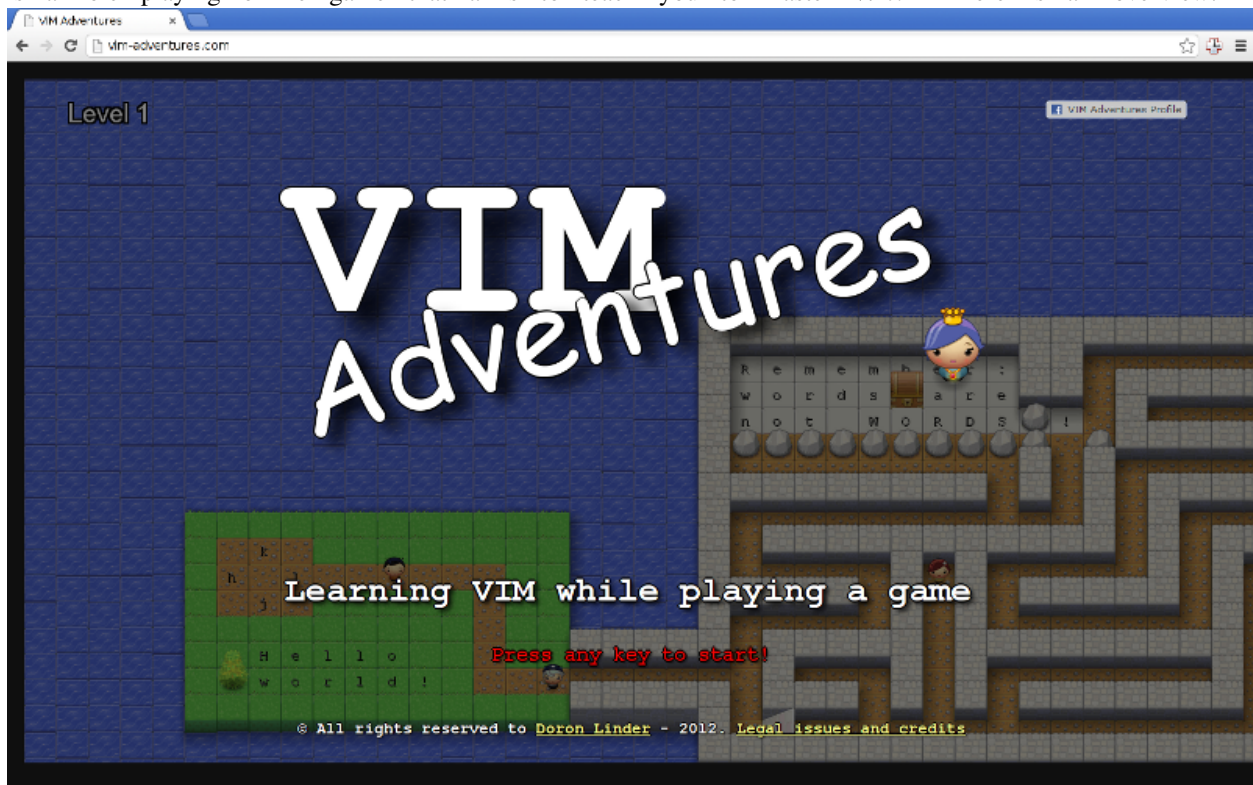 VIM Adventures
vim-adventures.com
Level 1
VIM Adventures Profile
VIM
Adventures
R e m e m :
w o r d s a r e
n o t W O R D S !
k
h
j
Learning VIM while playing a game
H e l l o
Press any key to start!
w o r l d !
© All rights reserved to Doron Linder - 2012. Legal issues and credits